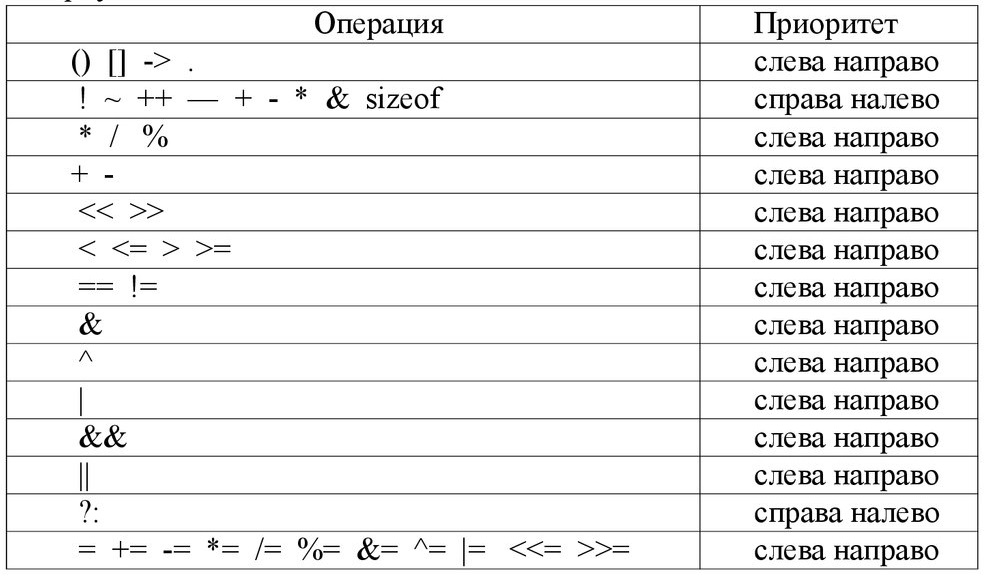 Операция Приоритет
() [] -> . слева направо
! ~ ++ — + - * & sizeof справа налево
* / % слева направо
+ - слева направо
<< >> слева направо
< <= > >= слева направо
== != слева направо
& слева направо
^ слева направо
| слева направо
&& слева направо
|| слева направо
?: справа налево
= += -= *= /= %= &= ^= |= <<= >>= слева направо